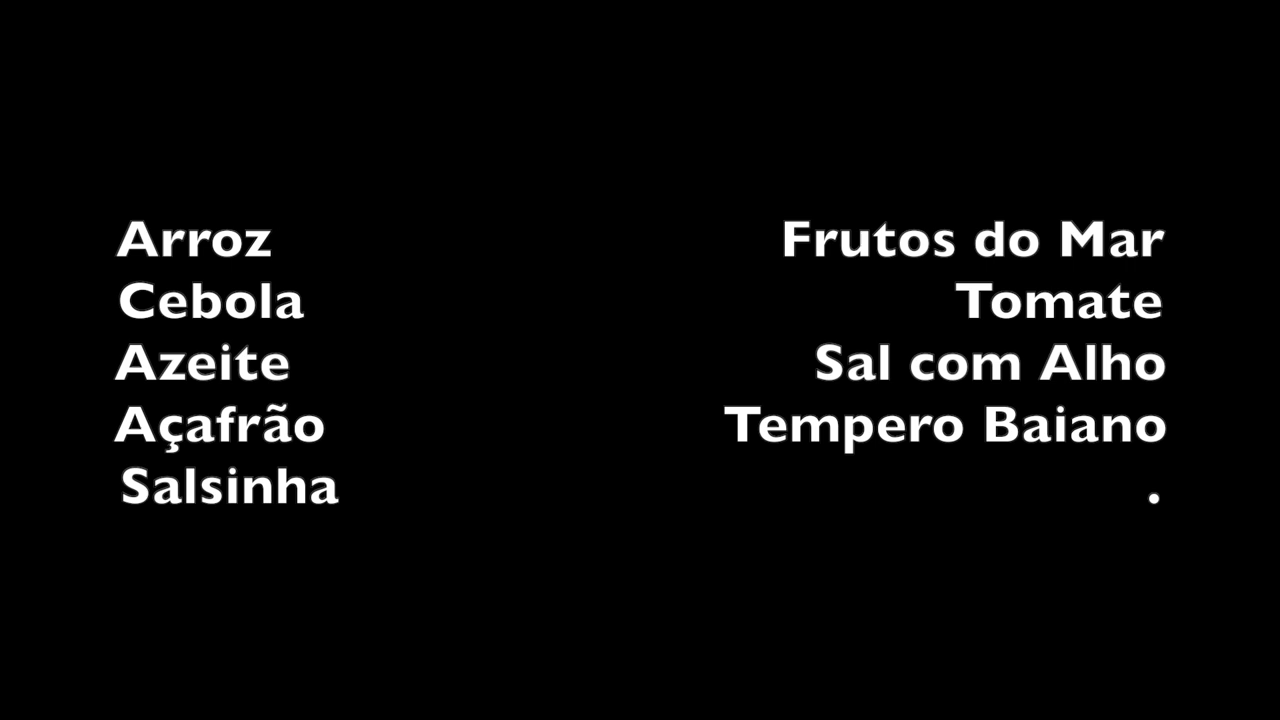 Arroz Frutos do Mar
Cebola Tomate
Azeite Sal com Alho
Açafrão Tempero Baiano
Salsinha .